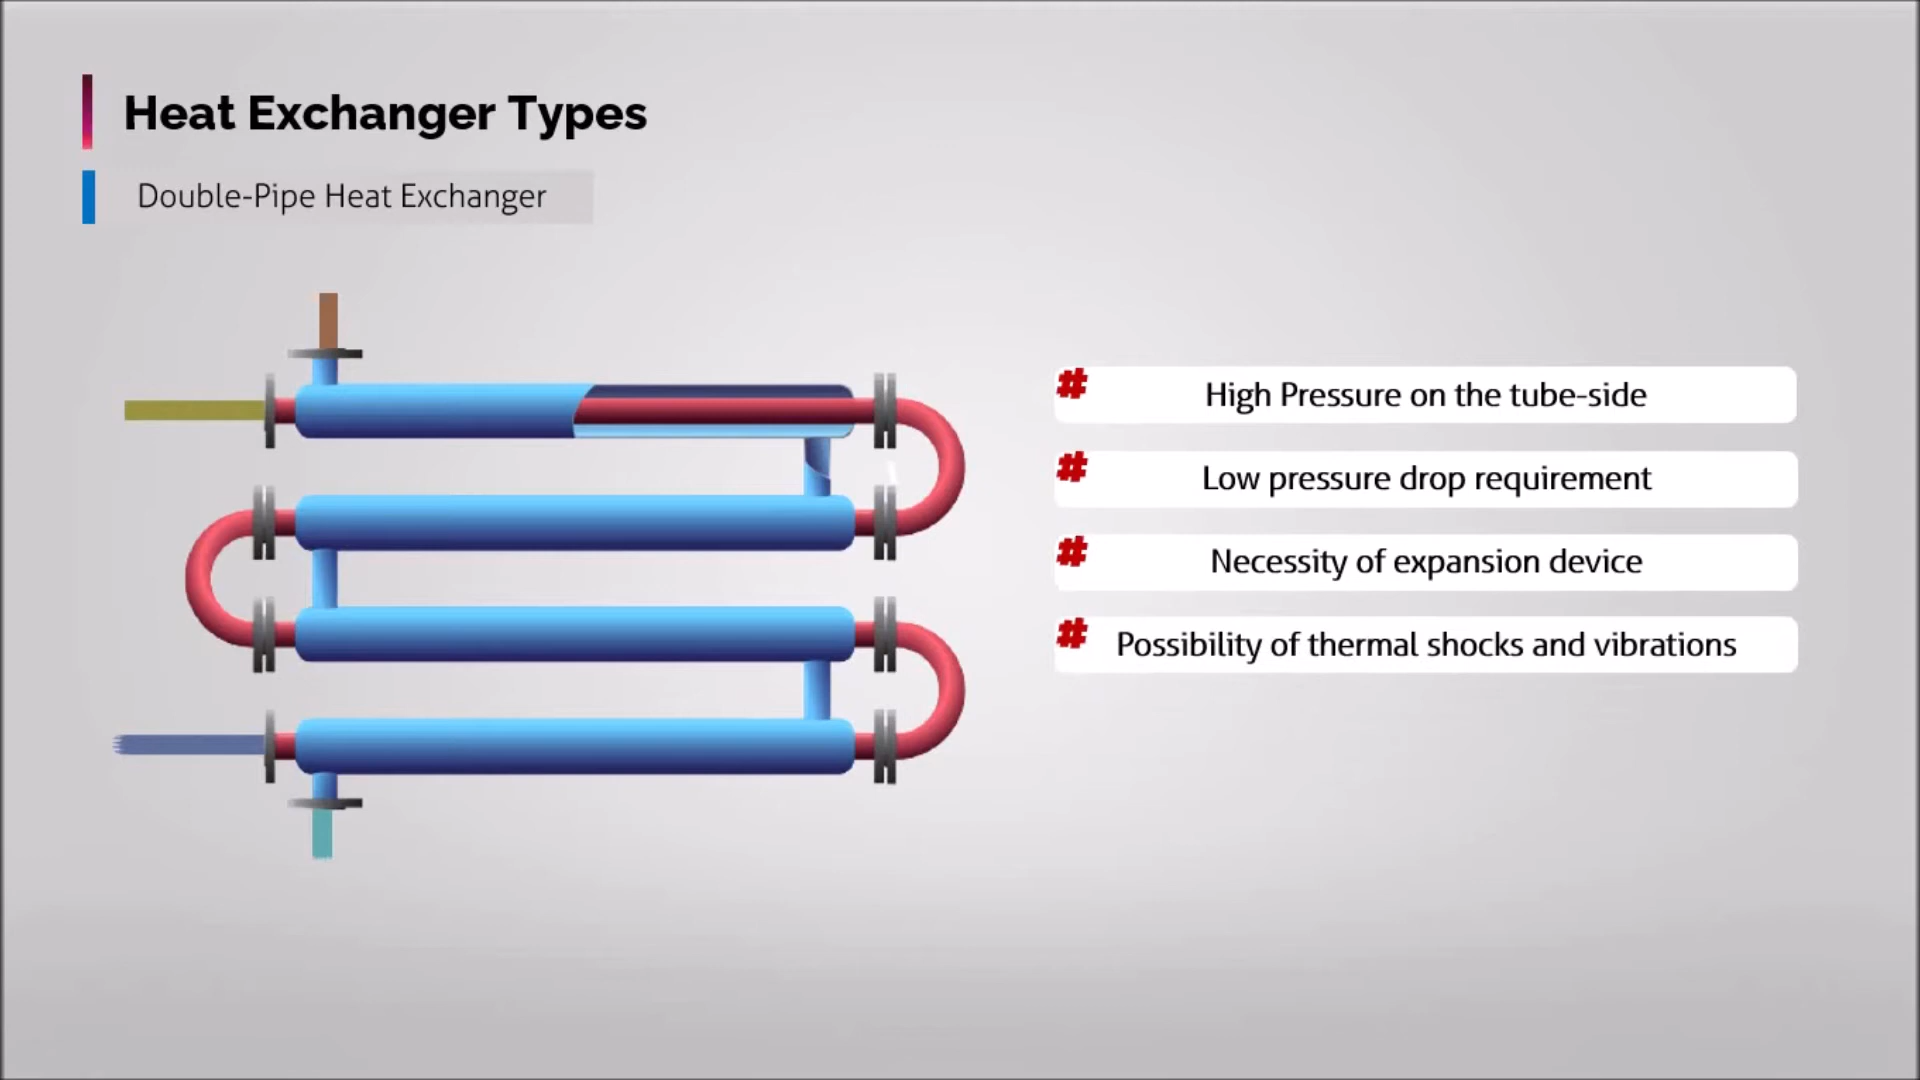 Heat Exchanger Types
Double-Pipe Heat Exchanger
# High Pressure on the tube-side
# Low pressure drop requirement
# Necessity of expansion device
# Possibility of thermal shocks and vibrations